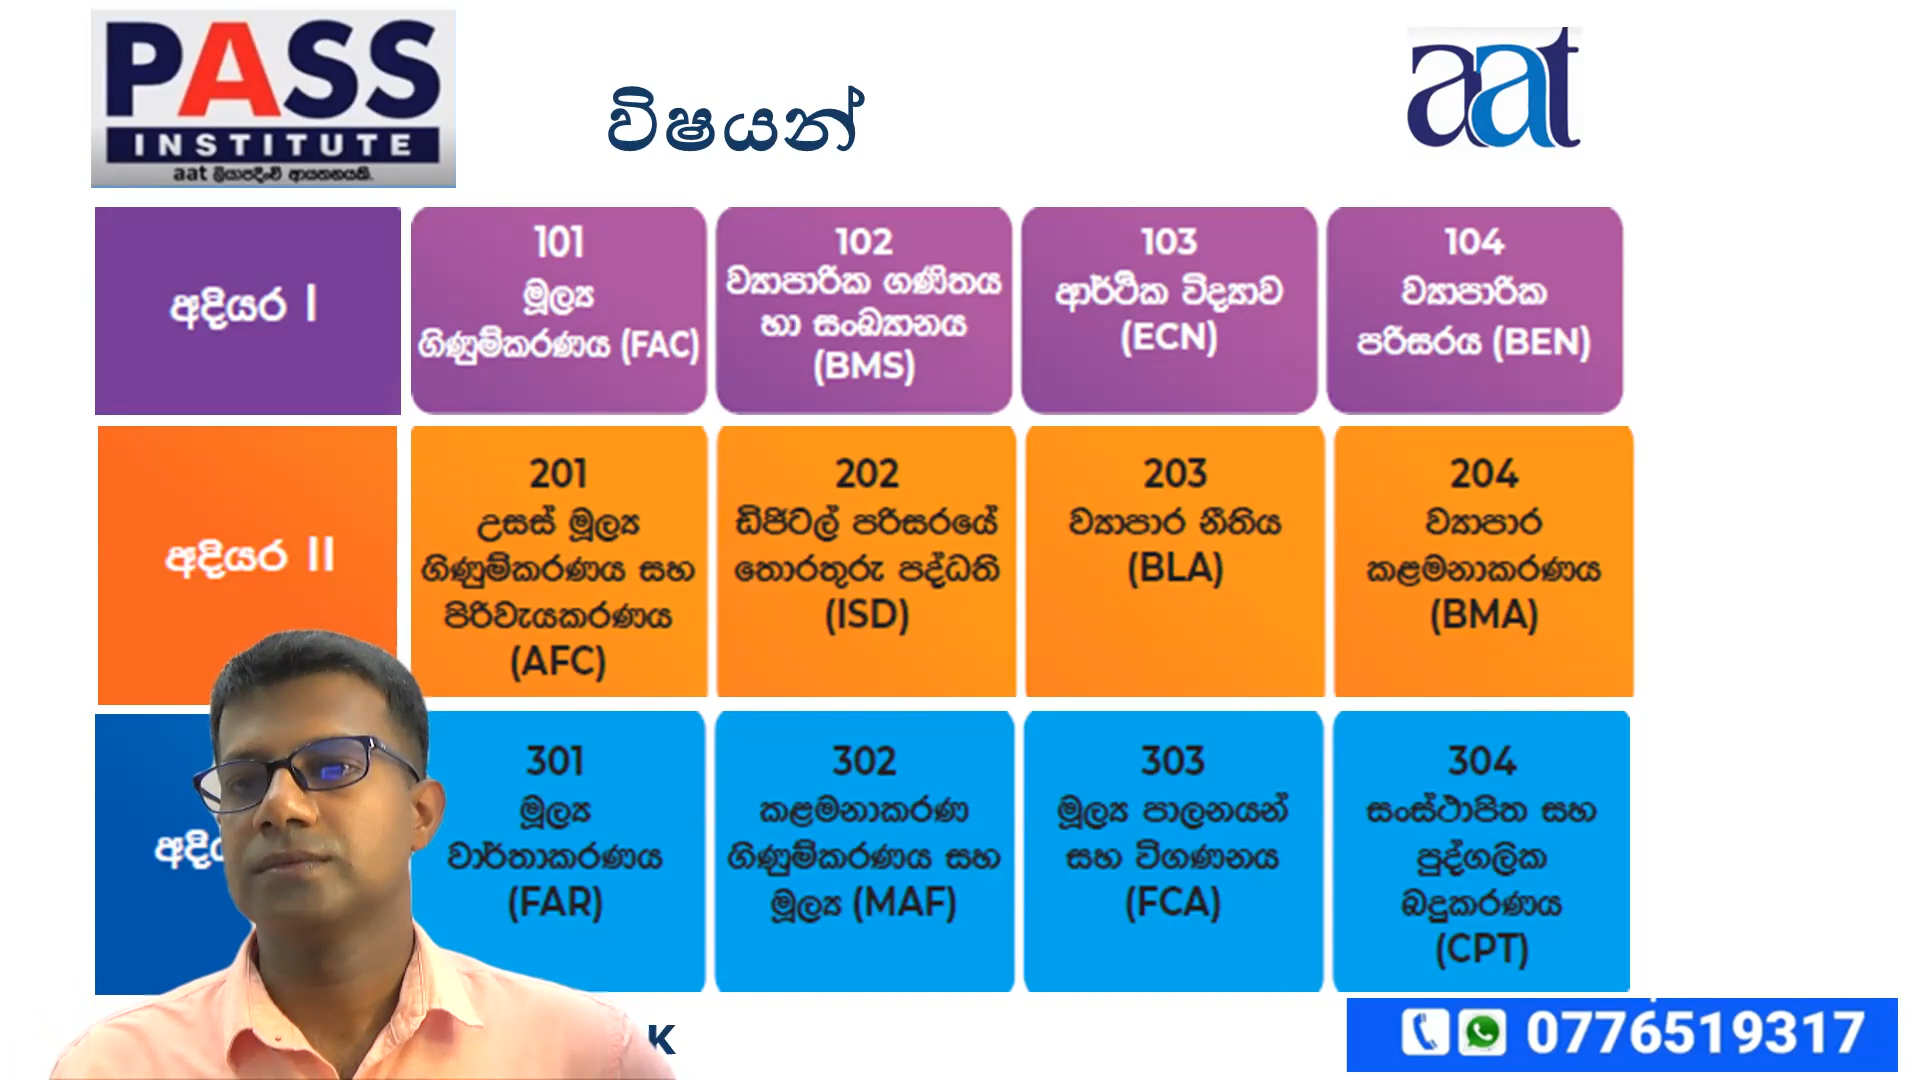 PASS
INSTITUTE
aat ලියාපදිංචි ආයතනයකි.
විෂයන්
aat
අදියර I
101
මූල්‍ය
ගිණුම්කරණය (FAC)
102
ව්‍යාපාරික ගණිතය
හා සංඛ්‍යානය
(BMS)
103
ආර්ථික විද්‍යාව
(ECN)
104
ව්‍යාපාරික
පරිසරය (BEN)
අදියර II
201
උසස් මූල්‍ය
ගිණුම්කරණය සහ
පිරිවැයකරණය
(AFC)
202
ඩිජිටල් පරිසරයේ
තොරතුරු පද්ධති
(ISD)
203
ව්‍යාපාර නීතිය
(BLA)
204
ව්‍යාපාර
කළමනාකරණය
(BMA)
301
මූල්‍ය
වාර්තාකරණය
(FAR)
302
කළමනාකරණ
ගිණුම්කරණය සහ
මූල්‍ය (MAF)
303
මූල්‍ය පාලනයන්
සහ විගණනය
(FCA)
304
සංස්ථාපිත සහ
පුද්ගලික
බදුකරණය
(CPT)
0776519317